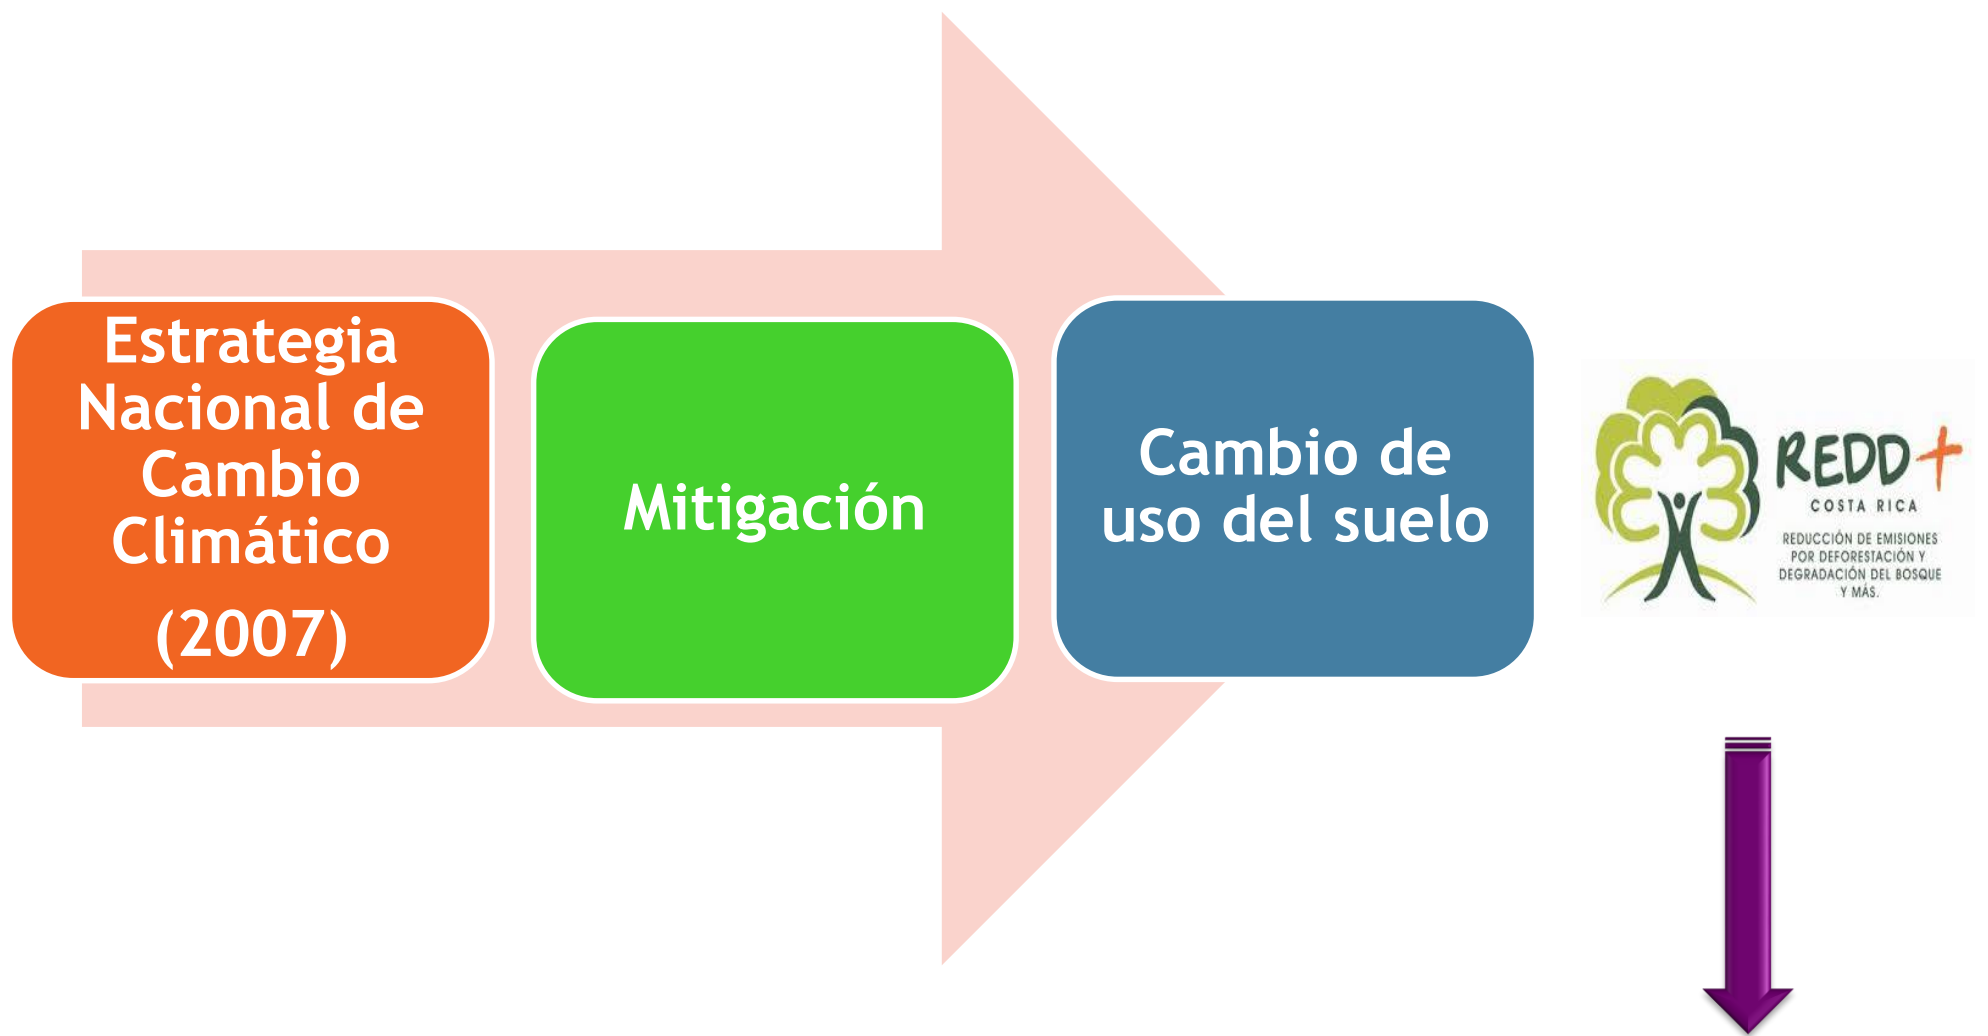 Estrategia
Nacional de
Cambio
Climático
(2007)
Mitigación
Cambio de
uso del suelo
REDD+
COSTA RICA
REDUCCIÓN DE EMISIONES
POR DEFORESTACIÓN Y
DEGRADACIÓN DEL BOSQUE
Y MÁS.